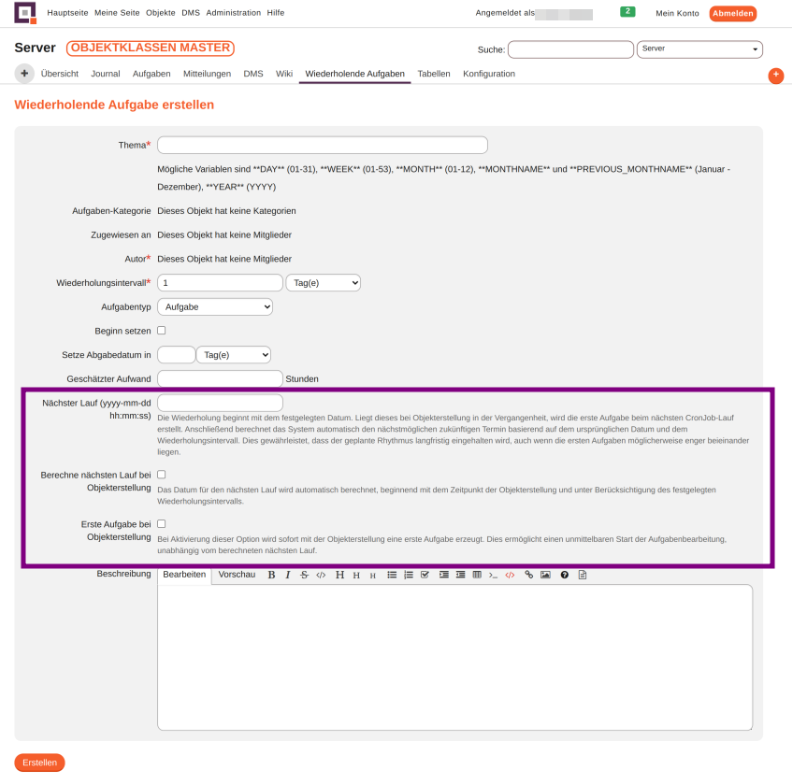 Hauptseite Meine Seite Objekte DMS Administration Hilfe
Angemeldet als
2
Mein Konto
Abmelden
Server
OBJEKTKLASSEN MASTER
Suche:
Server
+ Übersicht Journal Aufgaben Mitteilungen DMS Wiki Wiederholende Aufgaben Tabellen Konfiguration
+
Wiederholende Aufgabe erstellen
Thema*
Mögliche Variablen sind **DAY** (01-31), **WEEK** (01-53), **MONTH** (01-12), **MONTHNAME** und **PREVIOUS_MONTHNAME** (Januar -
Dezember), **YEAR** (YYYY)
Aufgaben-Kategorie Dieses Objekt hat keine Kategorien
Zugewiesen an Dieses Objekt hat keine Mitglieder
Autor* Dieses Objekt hat keine Mitglieder
Wiederholungsintervall* 1 Tag(e)
Aufgabentyp Aufgabe
Beginn setzen
Setze Abgabedatum in Tag(e)
Geschätzter Aufwand Stunden
Nächster Lauf (yyyy-mm-dd
hh:mm:ss)
Die Wiederholung beginnt mit dem festgelegten Datum. Liegt dieses bei Objekterstellung in der Vergangenheit, wird die erste Aufgabe beim nächsten CronJob-Lauf
erstellt. Anschließend berechnet das System automatisch den nächstmöglichen zukünftigen Termin basierend auf dem ursprünglichen Datum und dem
Wiederholungsintervall. Dies gewährleistet, dass der geplante Rhythmus langfristig eingehalten wird, auch wenn die ersten Aufgaben möglicherweise enger beieinander
liegen.
Berechne nächsten Lauf bei
Objekterstellung
Das Datum für den nächsten Lauf wird automatisch berechnet, beginnend mit dem Zeitpunkt der Objekterstellung und unter Berücksichtigung des festgelegten
Wiederholungsintervalls.
Erste Aufgabe bei
Objekterstellung
Bei Aktivierung dieser Option wird sofort mit der Objekterstellung eine erste Aufgabe erzeugt. Dies ermöglicht einen unmittelbaren Start der Aufgabenbearbeitung,
unabhängig vom berechneten nächsten Lauf.
Beschreibung Bearbeiten Vorschau B I S </> H H H >_ </> ?
Erstellen